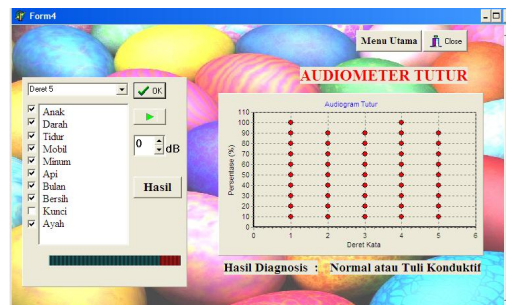 Form4
Menu Utama
Close
AUDIOMETER TUTUR
Deret 5
OK
Anak
Darah
Tidur
Mobil
Minum
Api
Bulan
Bersih
Kunci
Ayah
0 dB
Hasil
Audiogram Tutur
Persentase (%)
110
100
90
80
70
60
50
40
30
20
10
0
0 1 2 3 4 5 6
Deret Kata
Hasil Diagnosis : Normal atau Tuli Konduktif